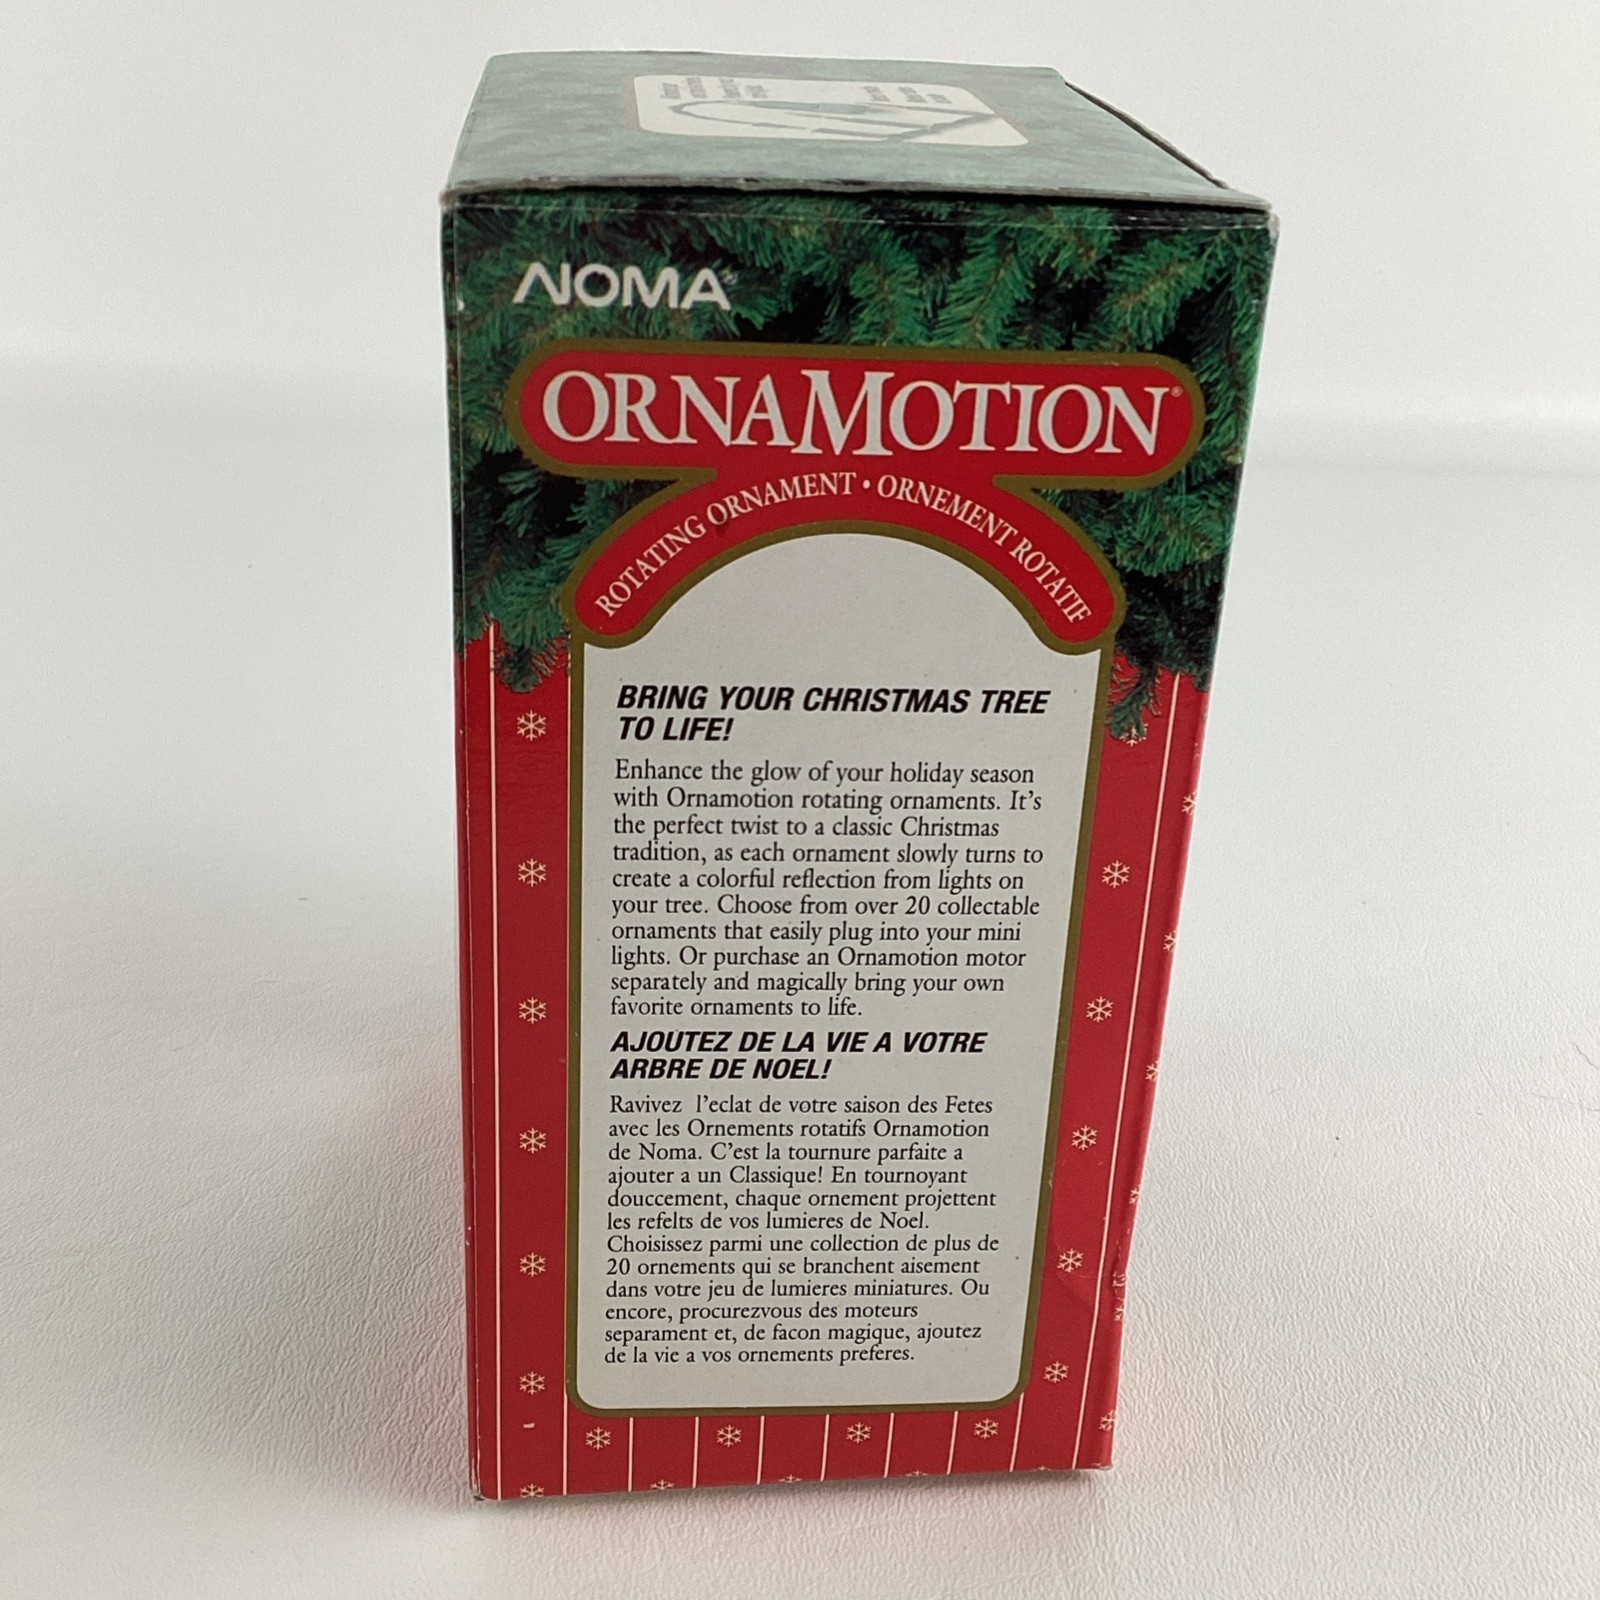 NOMA®
ORNAMOTION®
ROTATING ORNAMENT • ORNEMENT ROTATIF
BRING YOUR CHRISTMAS TREE
TO LIFE!
Enhance the glow of your holiday season
with Ornamotion rotating ornaments. It's
the perfect twist to a classic Christmas
tradition, as each ornament slowly turns to
create a colorful reflection from lights on
your tree. Choose from over 20 collectable
ornaments that easily plug into your mini
lights. Or purchase an Ornamotion motor
separately and magically bring your own
favorite ornaments to life.
AJOUTEZ DE LA VIE A VOTRE
ARBRE DE NOEL!
Ravivez l'eclat de votre saison des Fetes
avec les Ornements rotatifs Ornamotion
de Noma. C'est la tournure parfaite a
ajouter a un Classique! En tournoyant
douccement, chaque ornement projettent
les refelts de vos lumieres de Noel.
Choisissez parmi une collection de plus de
20 ornements qui se branchent aisement
dans votre jeu de lumieres miniatures. Ou
encore, procurezvous des moteurs
separament et, de facon magique, ajoutez
de la vie a vos ornements preferes.